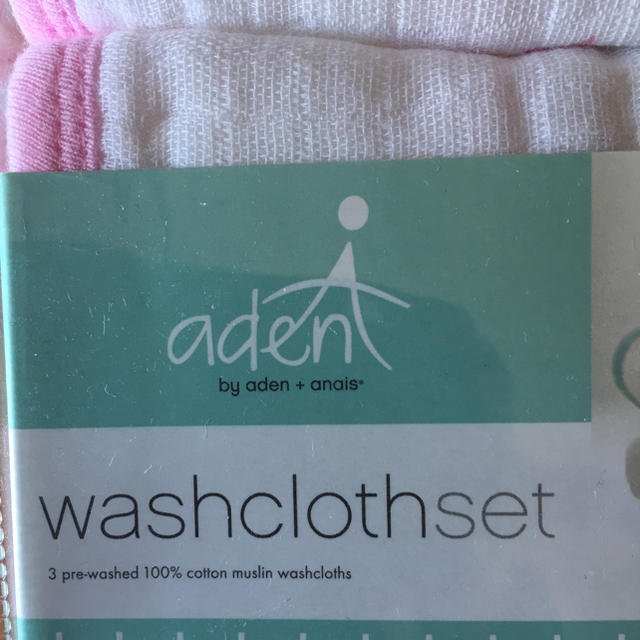 aden
by aden + anais®
washclothset
3 pre-washed 100% cotton muslin washcloths